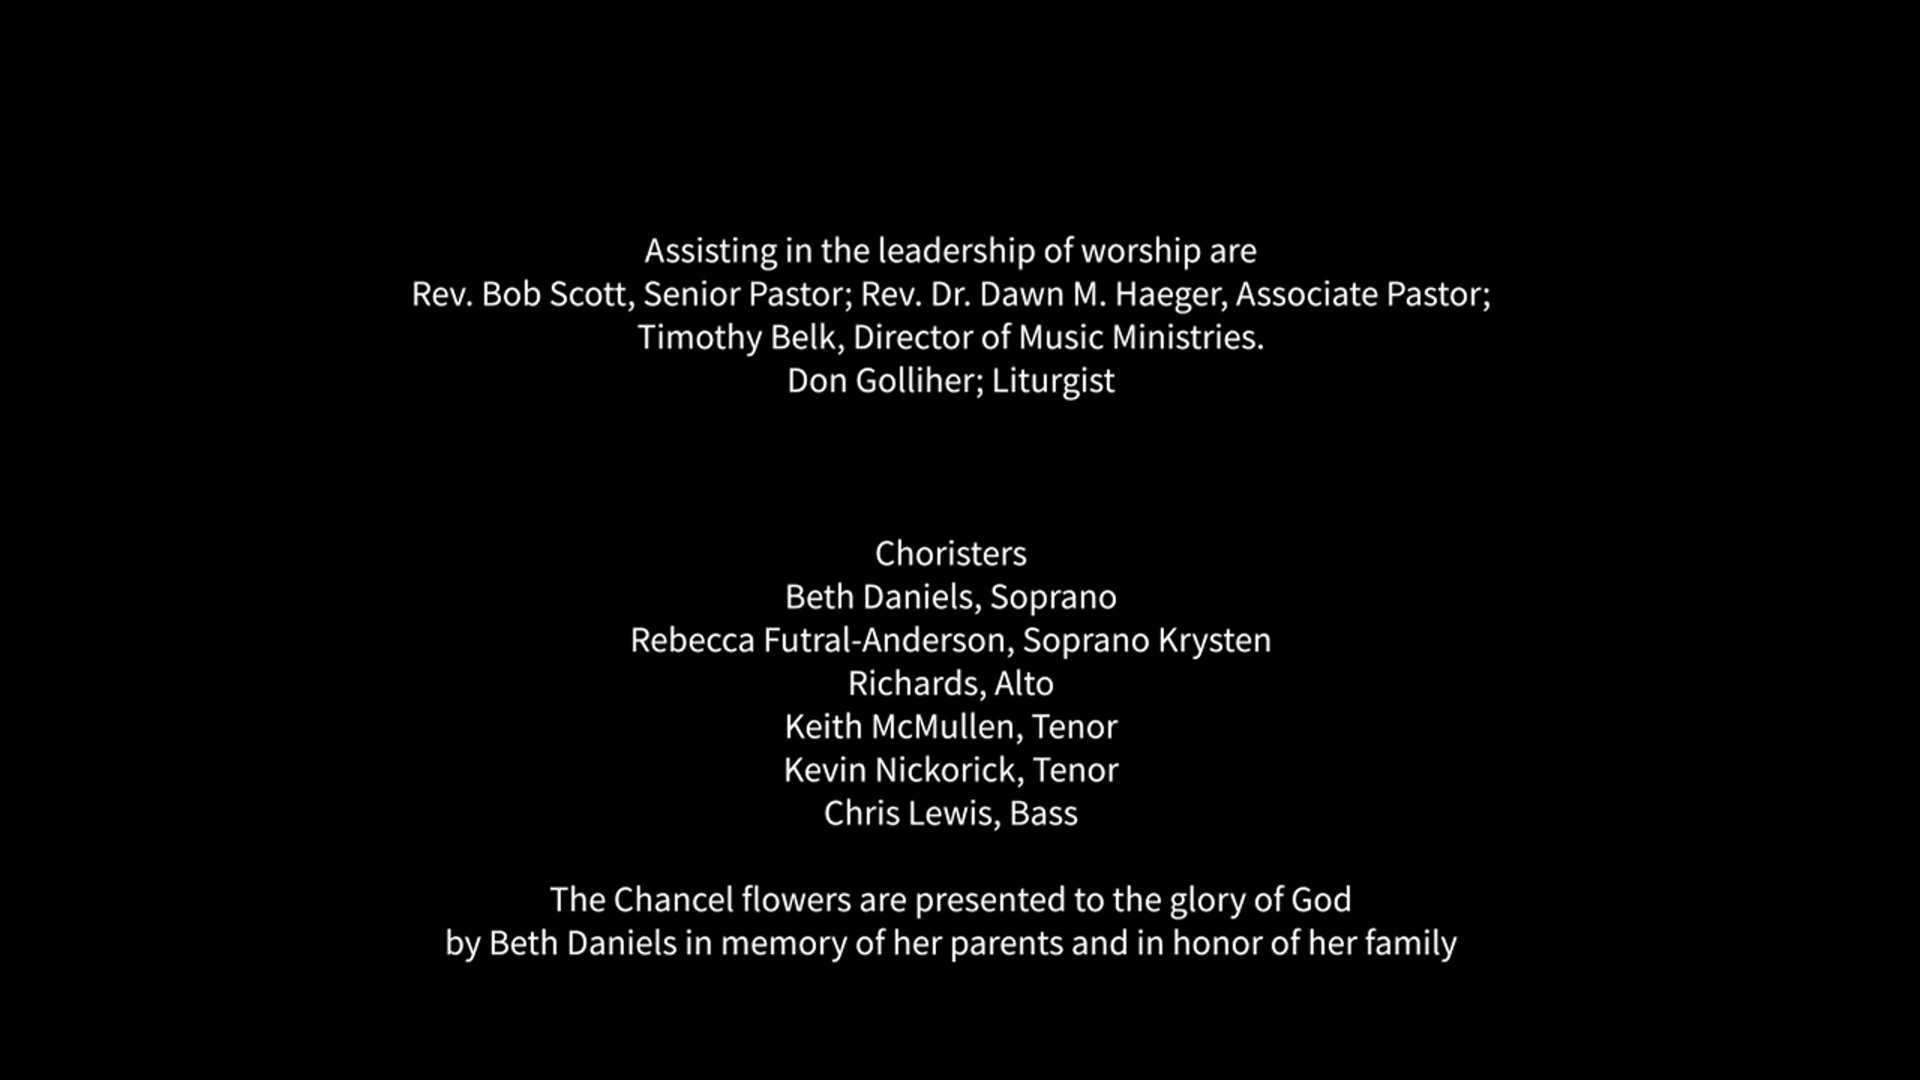 Assisting in the leadership of worship are
Rev. Bob Scott, Senior Pastor; Rev. Dr. Dawn M. Haeger, Associate Pastor;
Timothy Belk, Director of Music Ministries.
Don Golliher; Liturgist
Choristers
Beth Daniels, Soprano
Rebecca Futral-Anderson, Soprano Krysten
Richards, Alto
Keith McMullen, Tenor
Kevin Nickorick, Tenor
Chris Lewis, Bass
The Chancel flowers are presented to the glory of God
by Beth Daniels in memory of her parents and in honor of her family